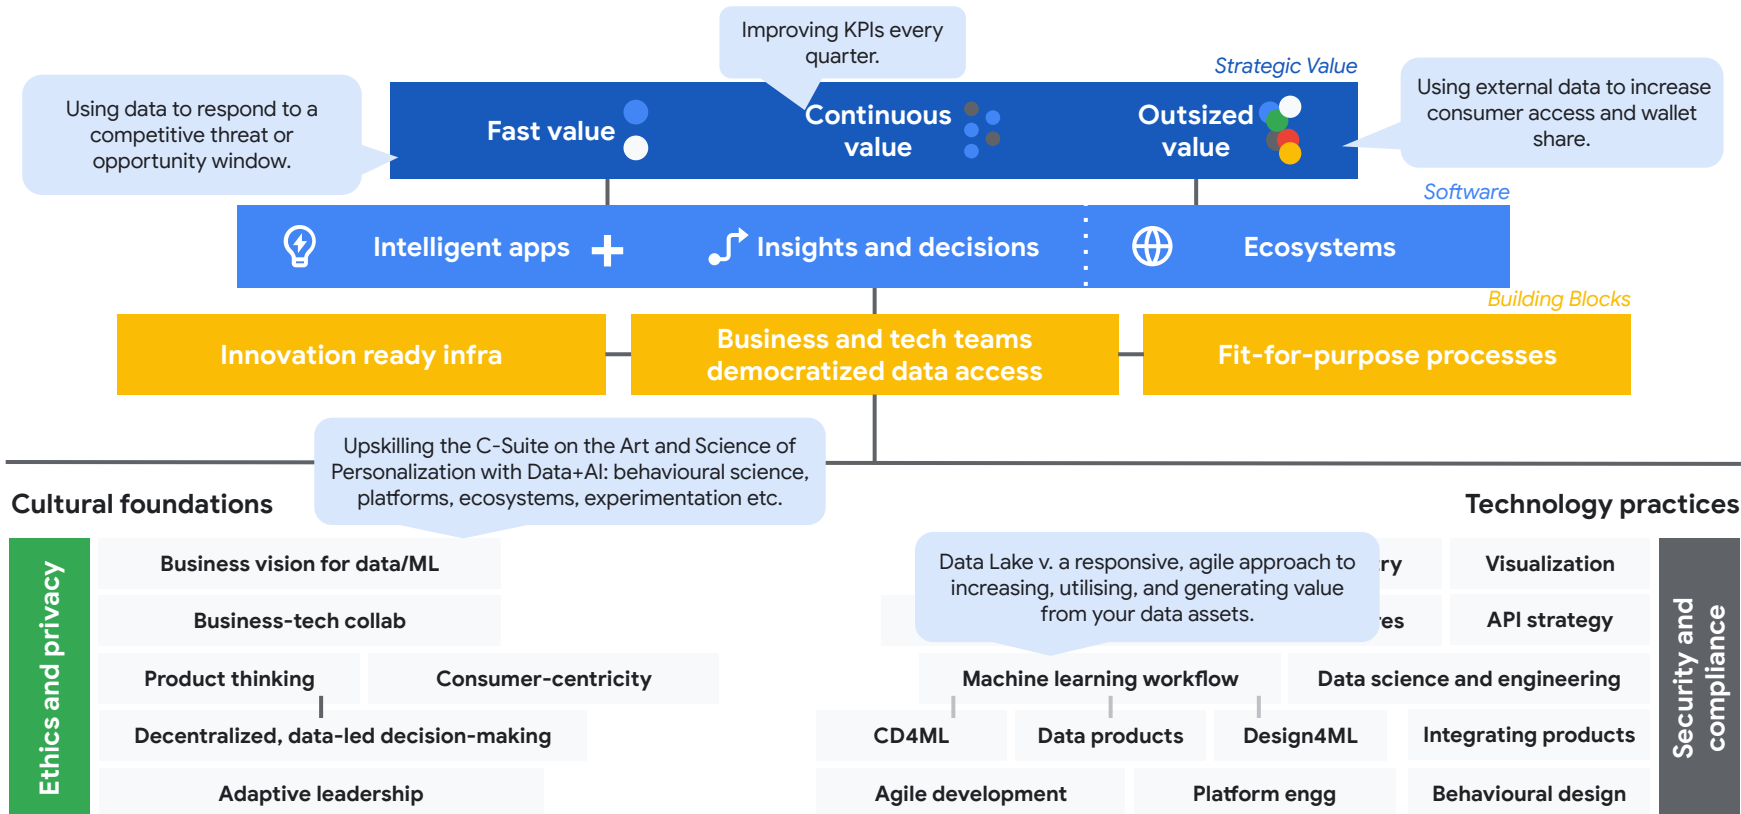 Improving KPIs every
quarter.
Strategic Value
Using data to respond to a
competitive threat or
opportunity window.
Fast value
Continuous
value
Outsized
value
Using external data to increase
consumer access and wallet
share.
Software
Intelligent apps
Insights and decisions
Ecosystems
Building Blocks
Innovation ready infra
Business and tech teams
democratized data access
Fit-for-purpose processes
Upskilling the C-Suite on the Art and Science of
Personalization with Data+AI: behavioural science,
platforms, ecosystems, experimentation etc.
Cultural foundations
Technology practices
Ethics and privacy
Business vision for data/ML
Business-tech collab
Product thinking
Consumer-centricity
Decentralized, data-led decision-making
Adaptive leadership
Data Lake v. a responsive, agile approach to
increasing, utilising, and generating value
from your data assets.
Visualization
API strategy
Machine learning workflow
Data science and engineering
CD4ML
Data products
Design4ML
Integrating products
Agile development
Platform engg
Behavioural design
Security and
compliance